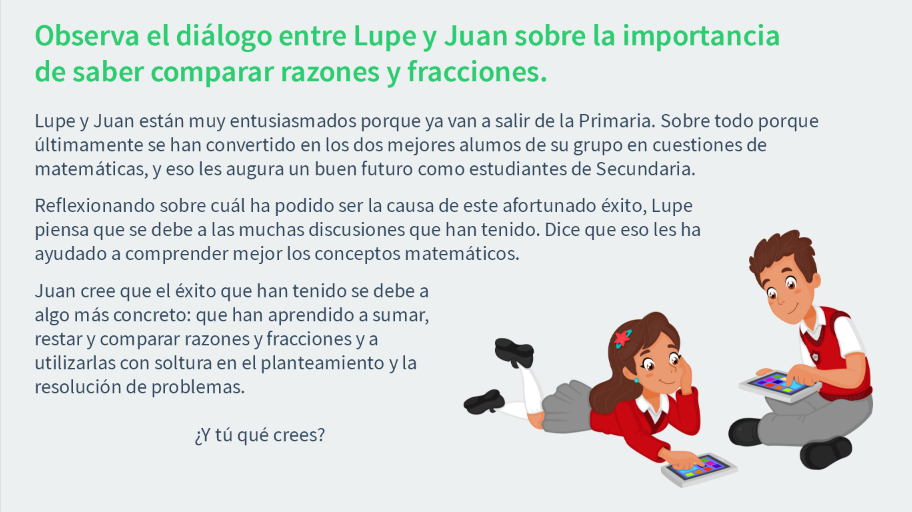 Observa el diálogo entre Lupe y Juan sobre la importancia
de saber comparar razones y fracciones.
Lupe y Juan están muy entusiasmados porque ya van a salir de la Primaria. Sobre todo porque
últimamente se han convertido en los dos mejores alumos de su grupo en cuestiones de
matemáticas, y eso les augura un buen futuro como estudiantes de Secundaria.
Reflexionando sobre cuál ha podido ser la causa de este afortunado éxito, Lupe
piensa que se debe a las muchas discusiones que han tenido. Dice que eso les ha
ayudado a comprender mejor los conceptos matemáticos.
Juan cree que el éxito que han tenido se debe a
algo más concreto: que han aprendido a sumar,
restar y comparar razones y fracciones y a
utilizarlas con soltura en el planteamiento y la
resolución de problemas.
¿Y tú qué crees?